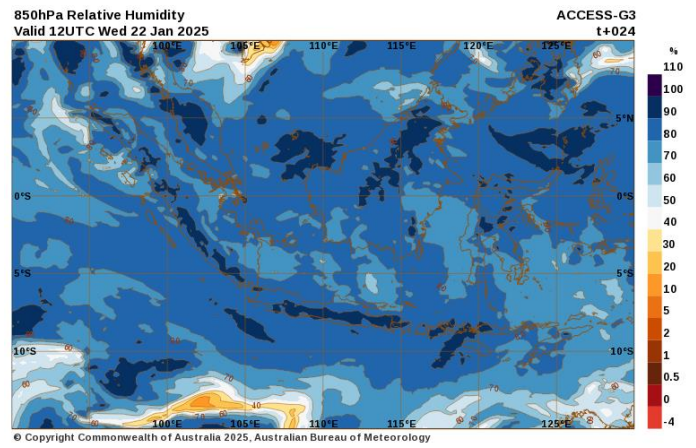 850hPa Relative Humidity
ACCESS-G3
Valid 12UTC Wed 22 Jan 2025
t+024
%
100°E 105°E 110°E 115°E 120°E 125°E
110
100
90
80
70
60
50
40
30
20
10
5
2
1
0.5
0
-4
5°N
5°N
0°S
0°S
5°S
5°S
10°S
10°S
100°E 105°E 110°E 115°E 120°E 125°E
© Copyright Commonwealth of Australia 2025, Australian Bureau of Meteorology